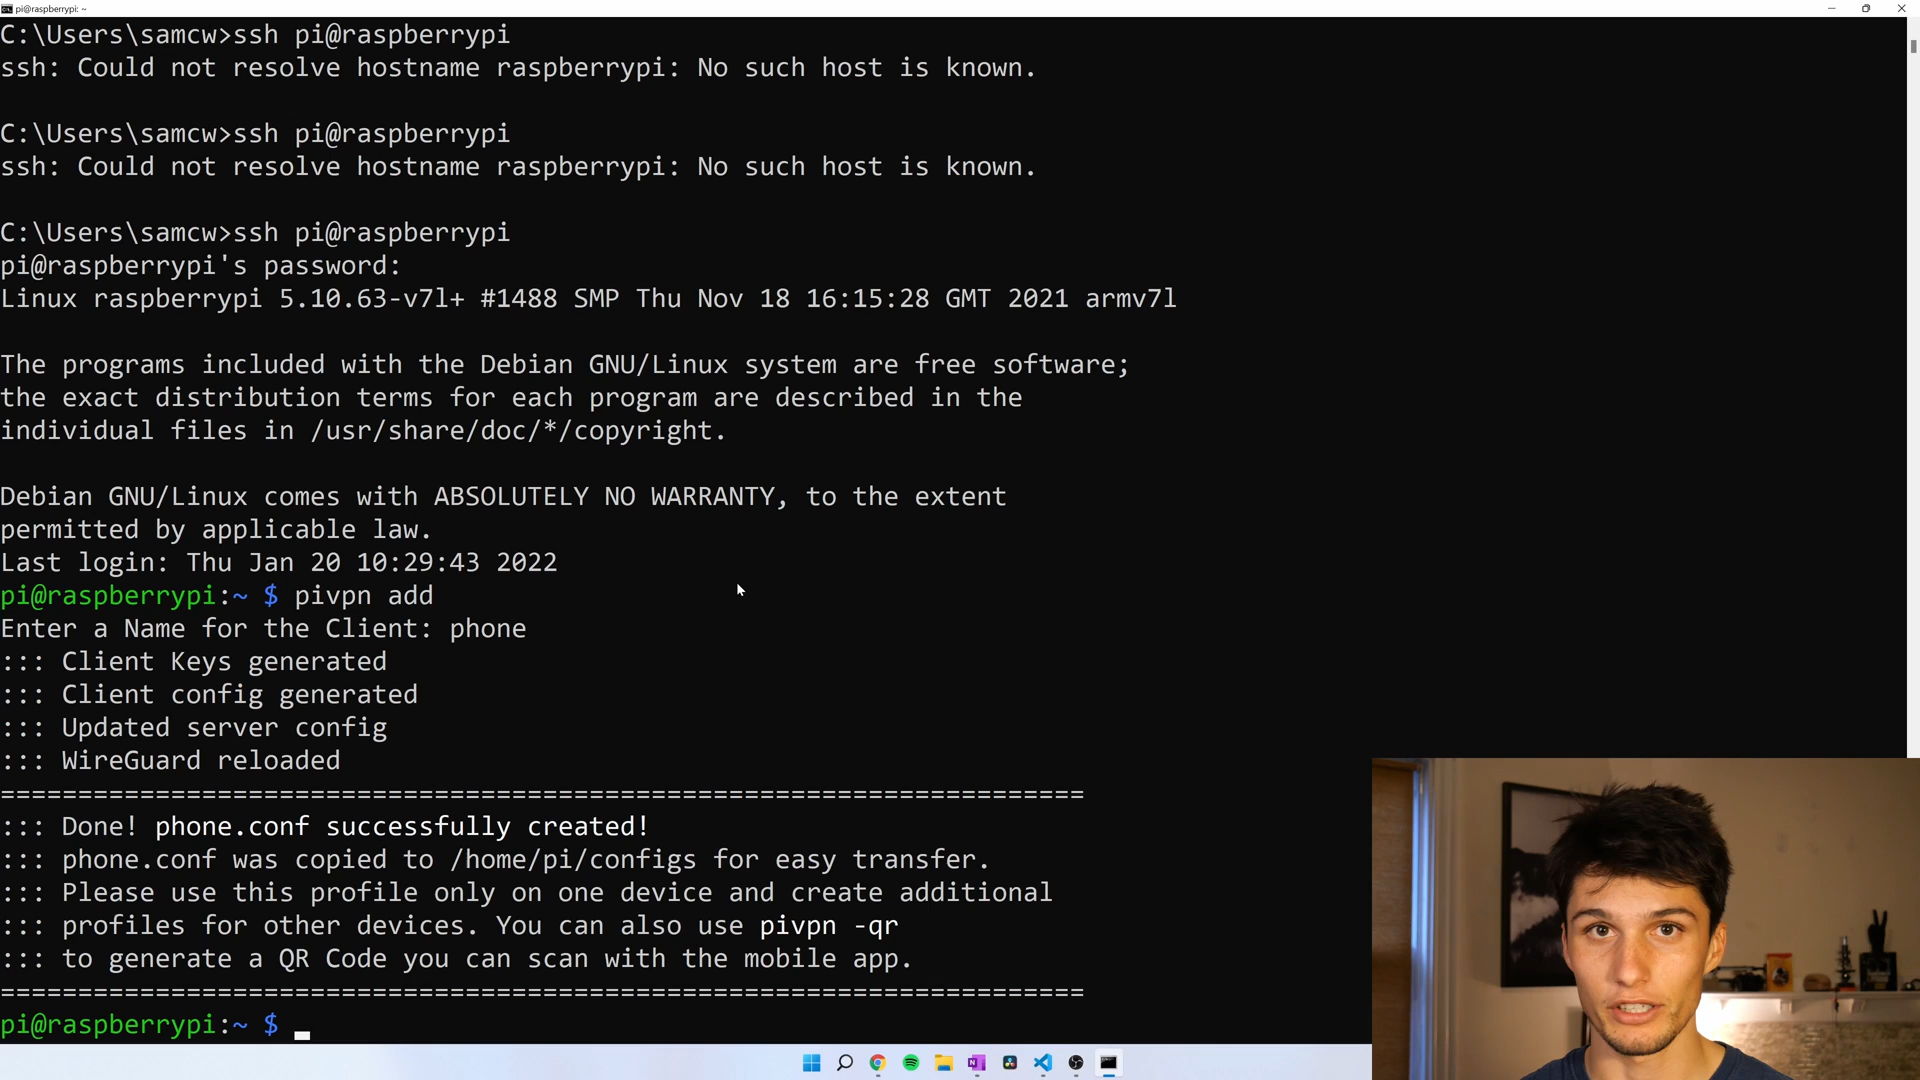 pi@raspberrypi: ~
C:\Users\samcw>ssh pi@raspberrypi
ssh: Could not resolve hostname raspberrypi: No such host is known.
C:\Users\samcw>ssh pi@raspberrypi
ssh: Could not resolve hostname raspberrypi: No such host is known.
C:\Users\samcw>ssh pi@raspberrypi
pi@raspberrypi's password:
Linux raspberrypi 5.10.63-v7l+ #1488 SMP Thu Nov 18 16:15:28 GMT 2021 armv7l
The programs included with the Debian GNU/Linux system are free software;
the exact distribution terms for each program are described in the
individual files in /usr/share/doc/*/copyright.
Debian GNU/Linux comes with ABSOLUTELY NO WARRANTY, to the extent
permitted by applicable law.
Last login: Thu Jan 20 10:29:43 2022
pi@raspberrypi:~ $ pivpn add
Enter a Name for the Client: phone
::: Client Keys generated
::: Client config generated
::: Updated server config
::: WireGuard reloaded
======================================================================
::: Done! phone.conf successfully created!
::: phone.conf was copied to /home/pi/configs for easy transfer.
::: Please use this profile only on one device and create additional
::: profiles for other devices. You can also use pivpn -qr
::: to generate a QR Code you can scan with the mobile app.
======================================================================
pi@raspberrypi:~ $